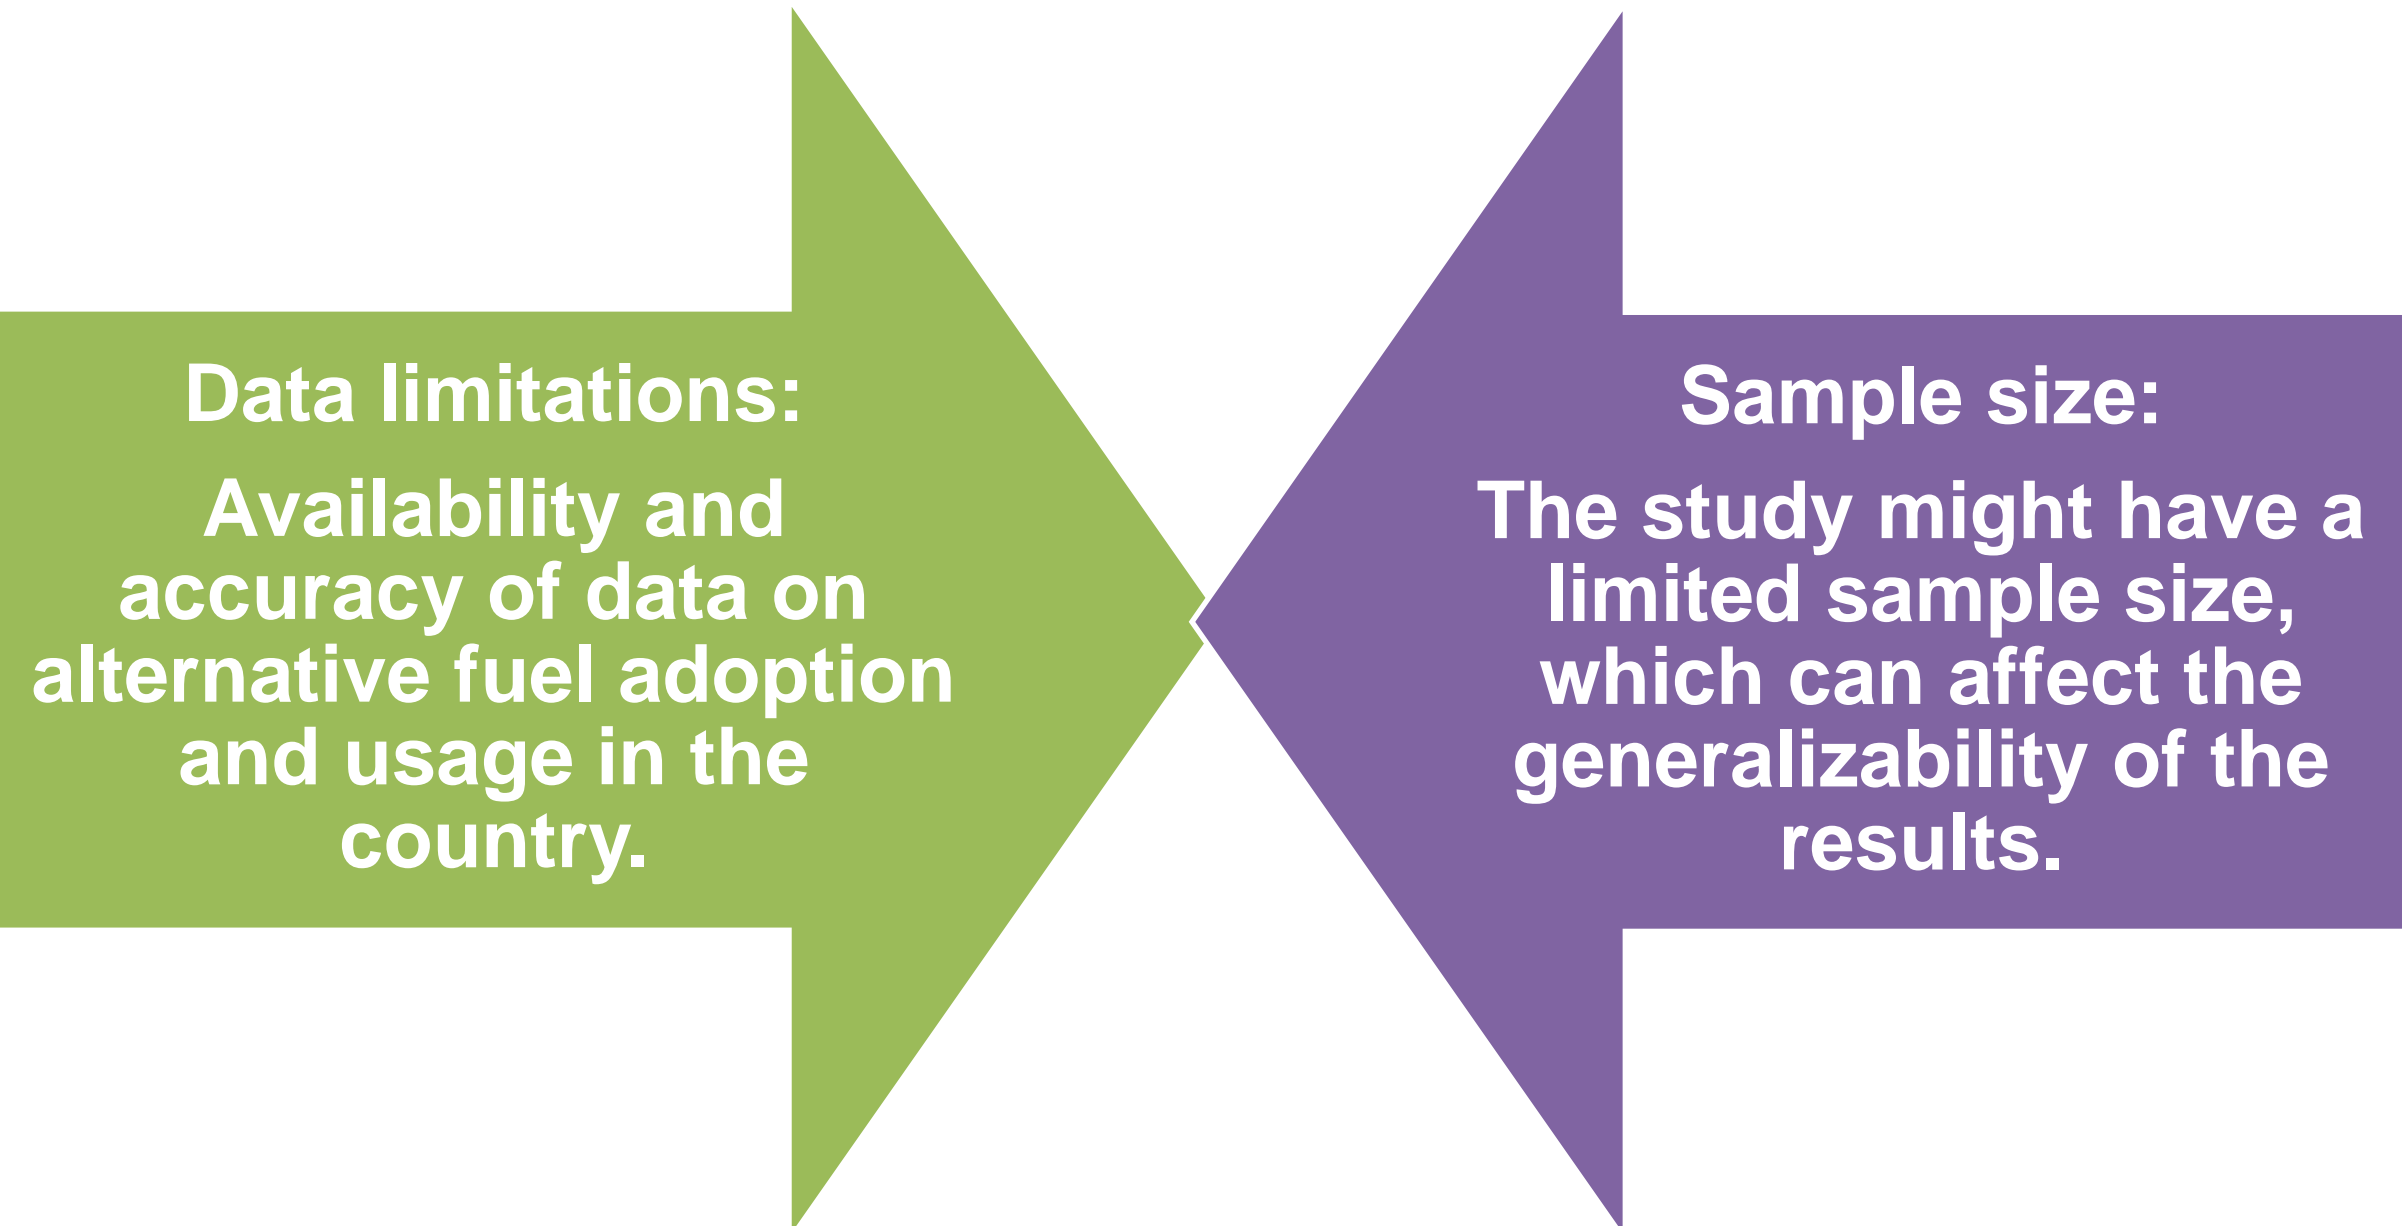 Data limitations:
Availability and
accuracy of data on
alternative fuel adoption
and usage in the
country.
Sample size:
The study might have a
limited sample size,
which can affect the
generalizability of the
results.